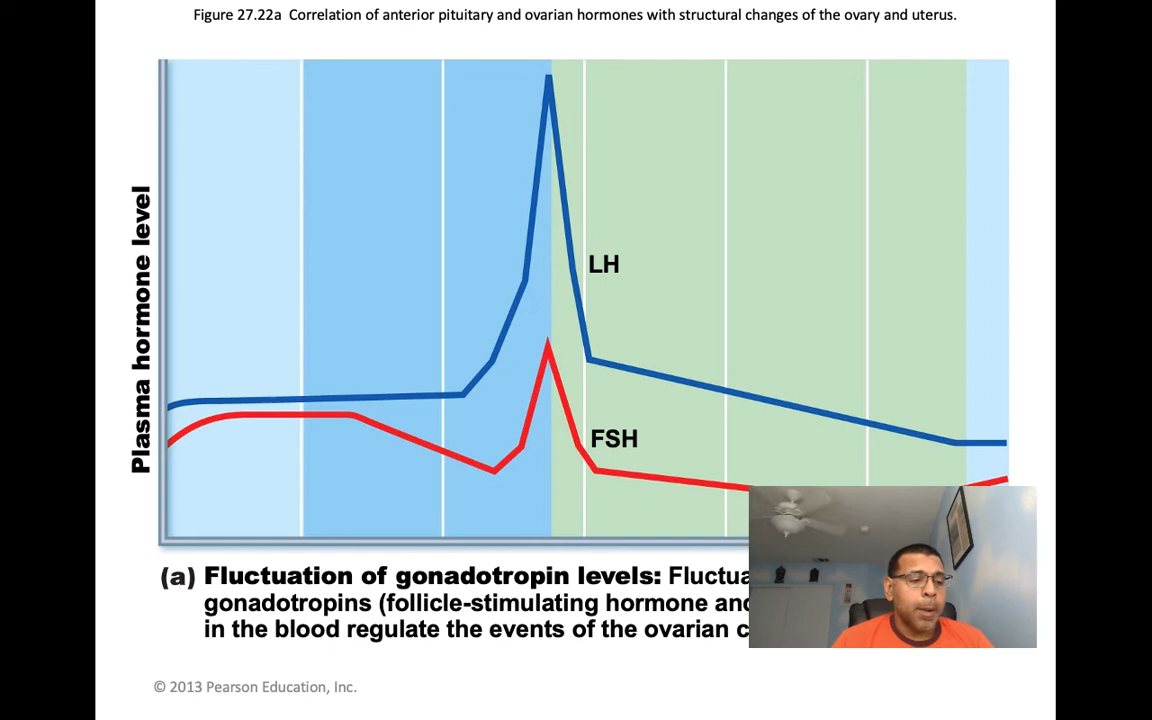 Figure 27.22a  Correlation of anterior pituitary and ovarian hormones with structural changes of the ovary and uterus.
Plasma hormone level
LH
FSH
(a) Fluctuation of gonadotropin levels:
gonadotropins (follicle-stimulating hormone
in the blood regulate the events of the ovarian
© 2013 Pearson Education, Inc.